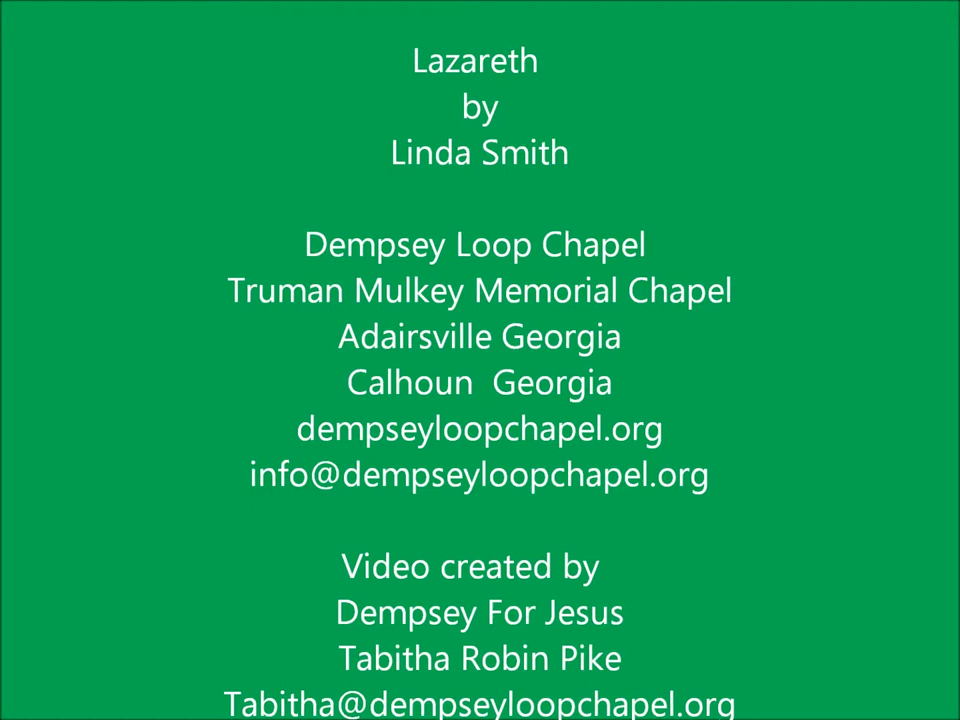 Lazareth
by
Linda Smith
Dempsey Loop Chapel
Truman Mulkey Memorial Chapel
Adairsville Georgia
Calhoun  Georgia
dempseyloopchapel.org
info@dempseyloopchapel.org
Video created by
Dempsey For Jesus
Tabitha Robin Pike
Tabitha@dempseyloopchapel.org